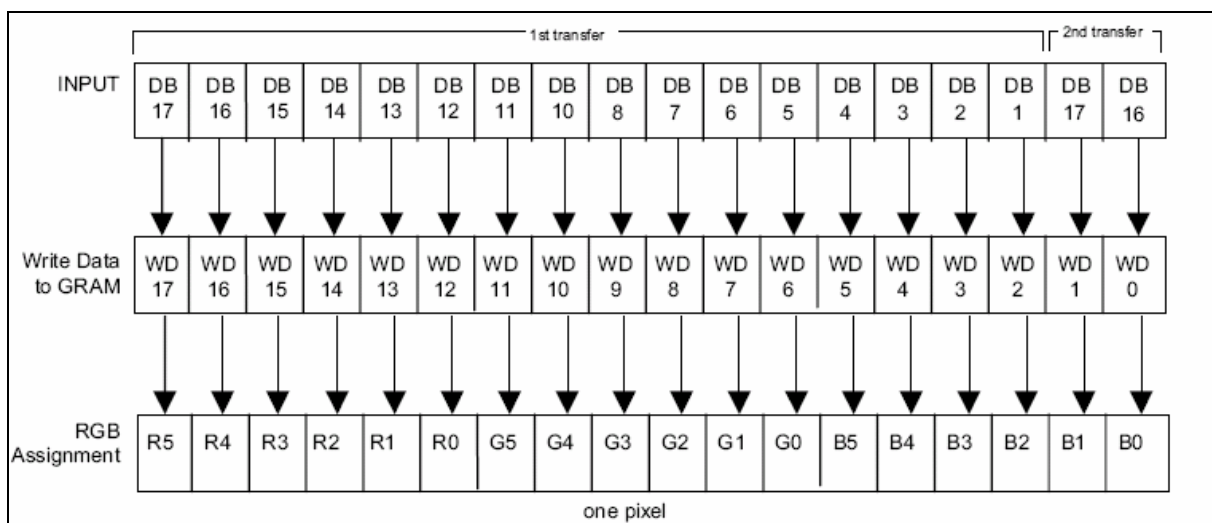 1st transfer 2nd transfer
INPUT DB DB DB DB DB DB DB DB DB DB DB DB DB DB DB DB DB DB
17 16 15 14 13 12 11 10 8 7 6 5 4 3 2 1 17 16
Write Data WD WD WD WD WD WD WD WD WD WD WD WD WD WD WD WD WD WD
to GRAM 17 16 15 14 13 12 11 10 9 8 7 6 5 4 3 2 1 0
RGB
Assignment R5 R4 R3 R2 R1 R0 G5 G4 G3 G2 G1 G0 B5 B4 B3 B2 B1 B0
one pixel